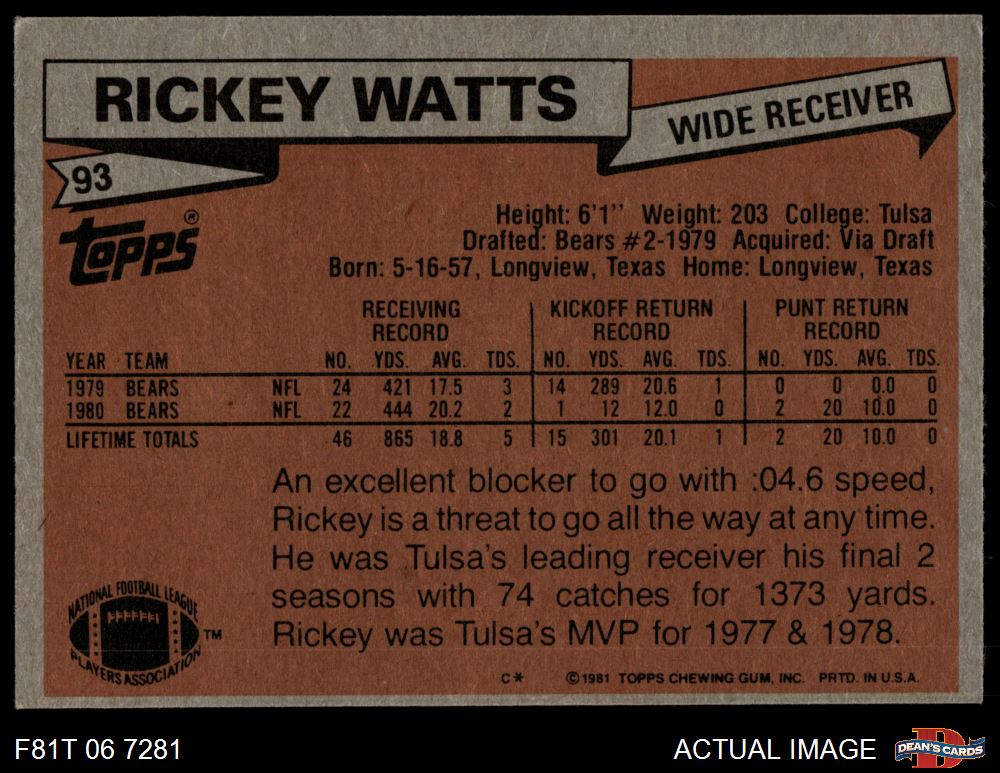 RICKEY WATTS
WIDE RECEIVER
93
topps®
Height: 6'1'' Weight: 203 College: Tulsa
Drafted: Bears #2-1979 Acquired: Via Draft
Born: 5-16-57, Longview, Texas Home: Longview, Texas
RECEIVING RECORD KICKOFF RETURN RECORD PUNT RETURN RECORD
YEAR TEAM NO. YDS. AVG. TDS. NO. YDS. AVG. TDS. NO. YDS. AVG. TDS.
1979 BEARS NFL 24 421 17.5 3 14 289 20.6 1 0 0 0.0 0
1980 BEARS NFL 22 444 20.2 2 1 12 12.0 0 2 20 10.0 0
LIFETIME TOTALS 46 865 18.8 5 15 301 20.1 1 2 20 10.0 0
An excellent blocker to go with :04.6 speed,
Rickey is a threat to go all the way at any time.
He was Tulsa's leading receiver his final 2
seasons with 74 catches for 1373 yards.
Rickey was Tulsa's MVP for 1977 & 1978.
NATIONAL FOOTBALL LEAGUE
PLAYERS ASSOCIATION
TM
C* ©1981 TOPPS CHEWING GUM, INC. PRTD. IN U.S.A.
F81T 06 7281
ACTUAL IMAGE
D
DEAN'S CARDS